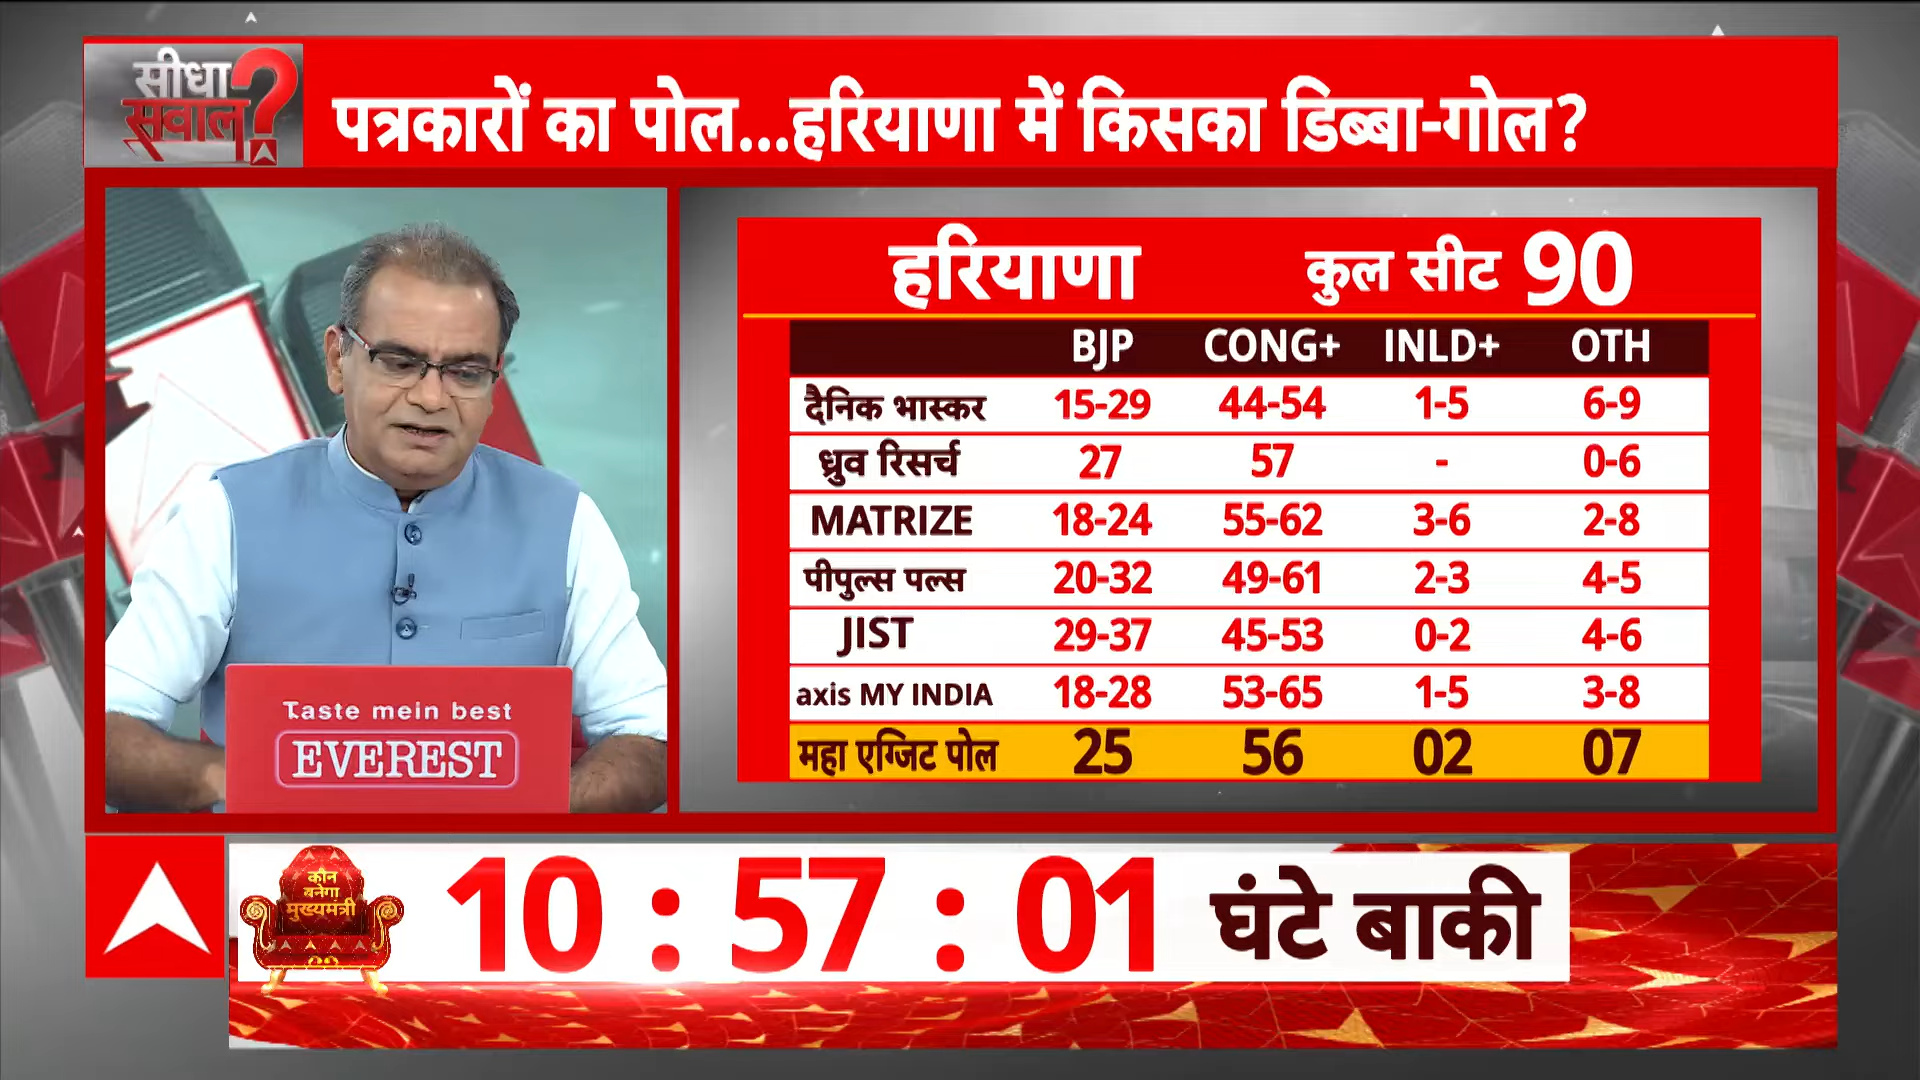 सीधा
सवाल?
पत्रकारों का पोल...हरियाणा में किसका डिब्बा-गोल?
हरियाणा कुल सीट 90
BJP CONG+ INLD+ OTH
दैनिक भास्कर 15-29 44-54 1-5 6-9
ध्रुव रिसर्च 27 57 - 0-6
MATRIZE 18-24 55-62 3-6 2-8
पीपुल्स पल्स 20-32 49-61 2-3 4-5
JIST 29-37 45-53 0-2 4-6
axis MY INDIA 18-28 53-65 1-5 3-8
महा एग्जिट पोल 25 56 02 07
Taste mein best
EVEREST
कौन
बनेगा
मुख्यमंत्री
10 : 57 : 01 घंटे बाकी